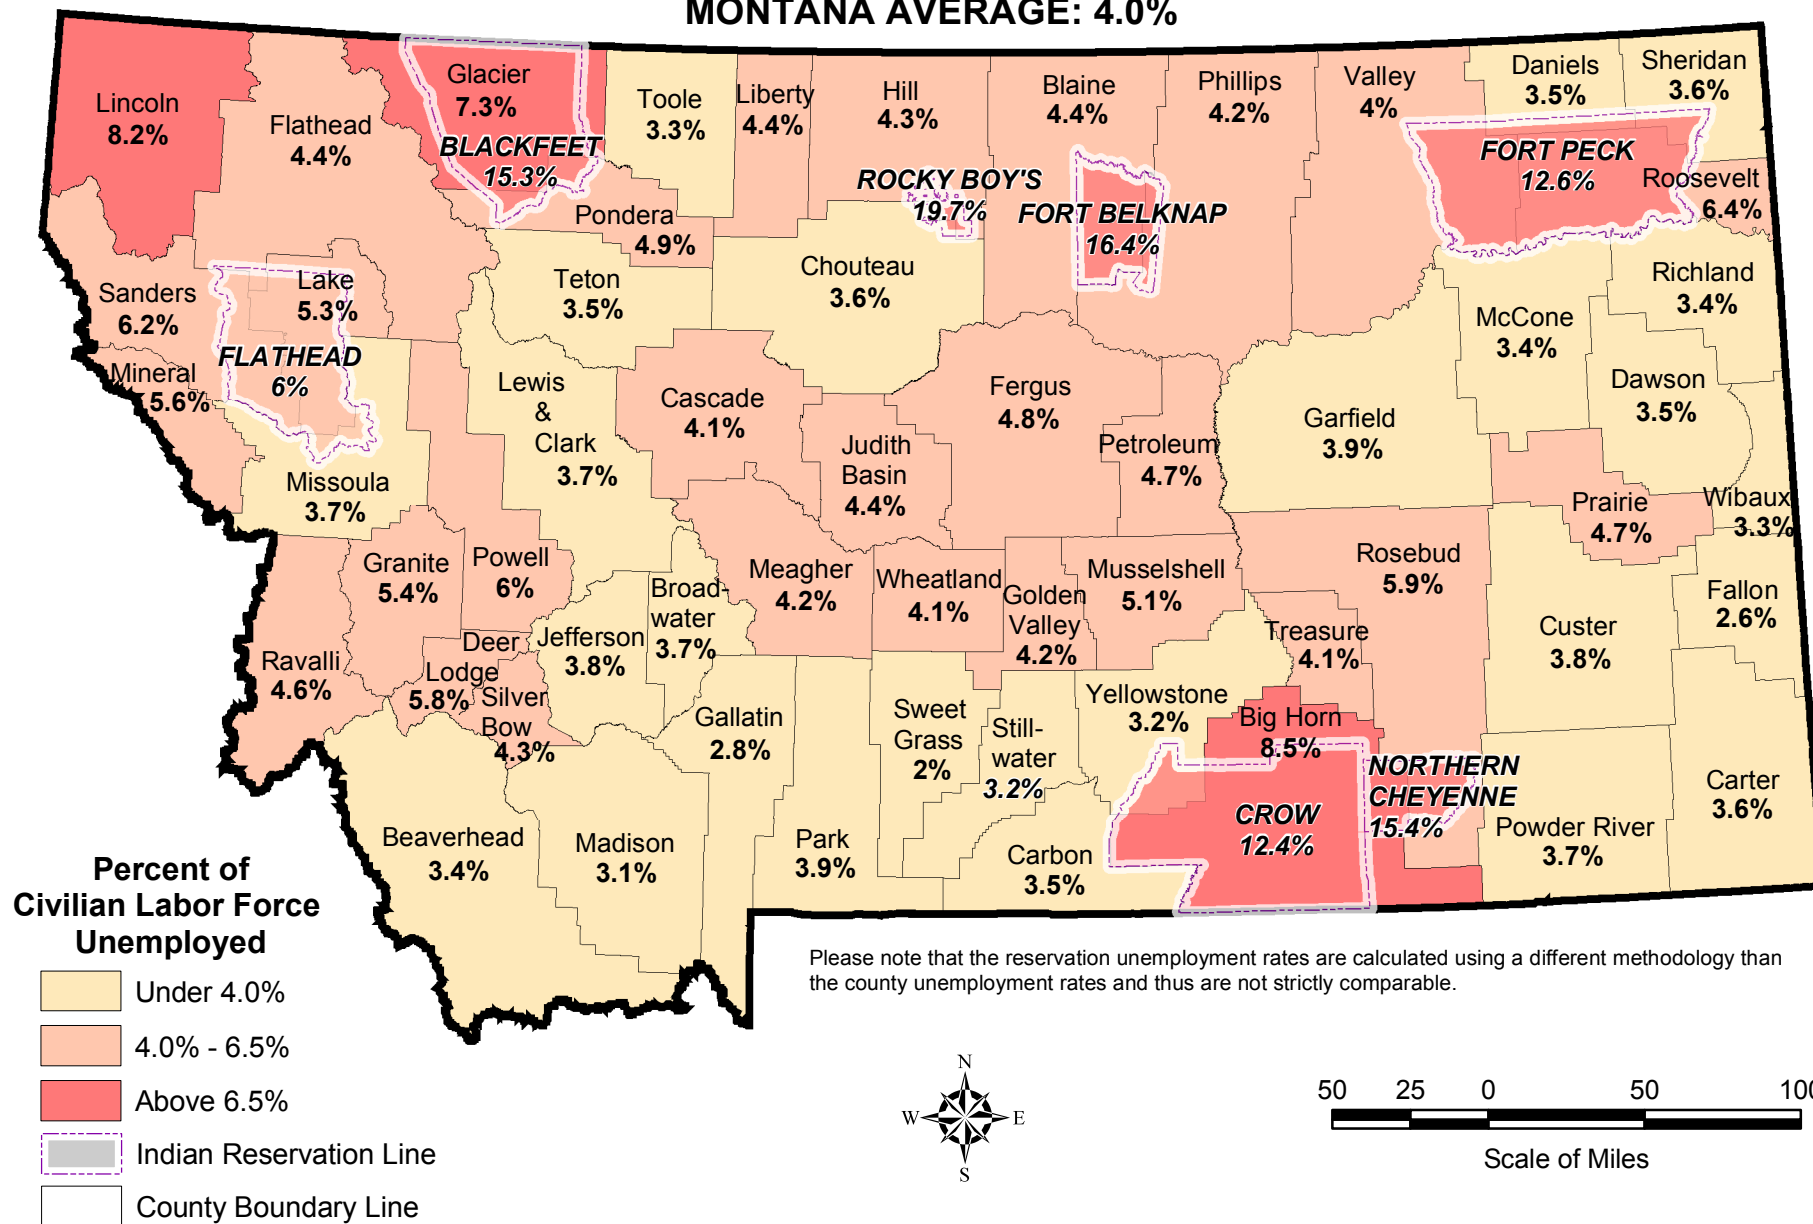 MONTANA AVERAGE: 4.0%
Lincoln
8.2%
Flathead
4.4%
Glacier
7.3%
BLACKFEET
15.3%
Toole
3.3%
Liberty
4.4%
Hill
4.3%
Blaine
4.4%
Phillips
4.2%
Valley
4%
Daniels
3.5%
Sheridan
3.6%
FORT PECK
12.6%
Roosevelt
6.4%
ROCKY BOY'S
19.7%
FORT BELKNAP
16.4%
Pondera
4.9%
Teton
3.5%
Chouteau
3.6%
Sanders
6.2%
Lake
5.3%
FLATHEAD
6%
Mineral
5.6%
Richland
3.4%
McCone
3.4%
Dawson
3.5%
Lewis
&
Clark
3.7%
Cascade
4.1%
Judith
Basin
4.4%
Fergus
4.8%
Petroleum
4.7%
Garfield
3.9%
Prairie
4.7%
Wibaux
3.3%
Missoula
3.7%
Granite
5.4%
Powell
6%
Broad-
water
3.7%
Meagher
4.2%
Wheatland
4.1%
Golden
Valley
4.2%
Musselshell
5.1%
Rosebud
5.9%
Treasure
4.1%
Custer
3.8%
Fallon
2.6%
Ravalli
4.6%
Deer
Lodge
5.8%
Silver
Bow
4.3%
Jefferson
3.8%
Gallatin
2.8%
Sweet
Grass
2%
Still-
water
3.2%
Yellowstone
3.2%
Big Horn
8.5%
NORTHERN
CHEYENNE
15.4%
CROW
12.4%
Powder River
3.7%
Carter
3.6%
Beaverhead
3.4%
Madison
3.1%
Park
3.9%
Carbon
3.5%
Please note that the reservation unemployment rates are calculated using a different methodology than
the county unemployment rates and thus are not strictly comparable.
Percent of
Civilian Labor Force
Unemployed
Under 4.0%
4.0% - 6.5%
Above 6.5%
Indian Reservation Line
County Boundary Line
N
W E
S
50 25 0 50 100
Scale of Miles